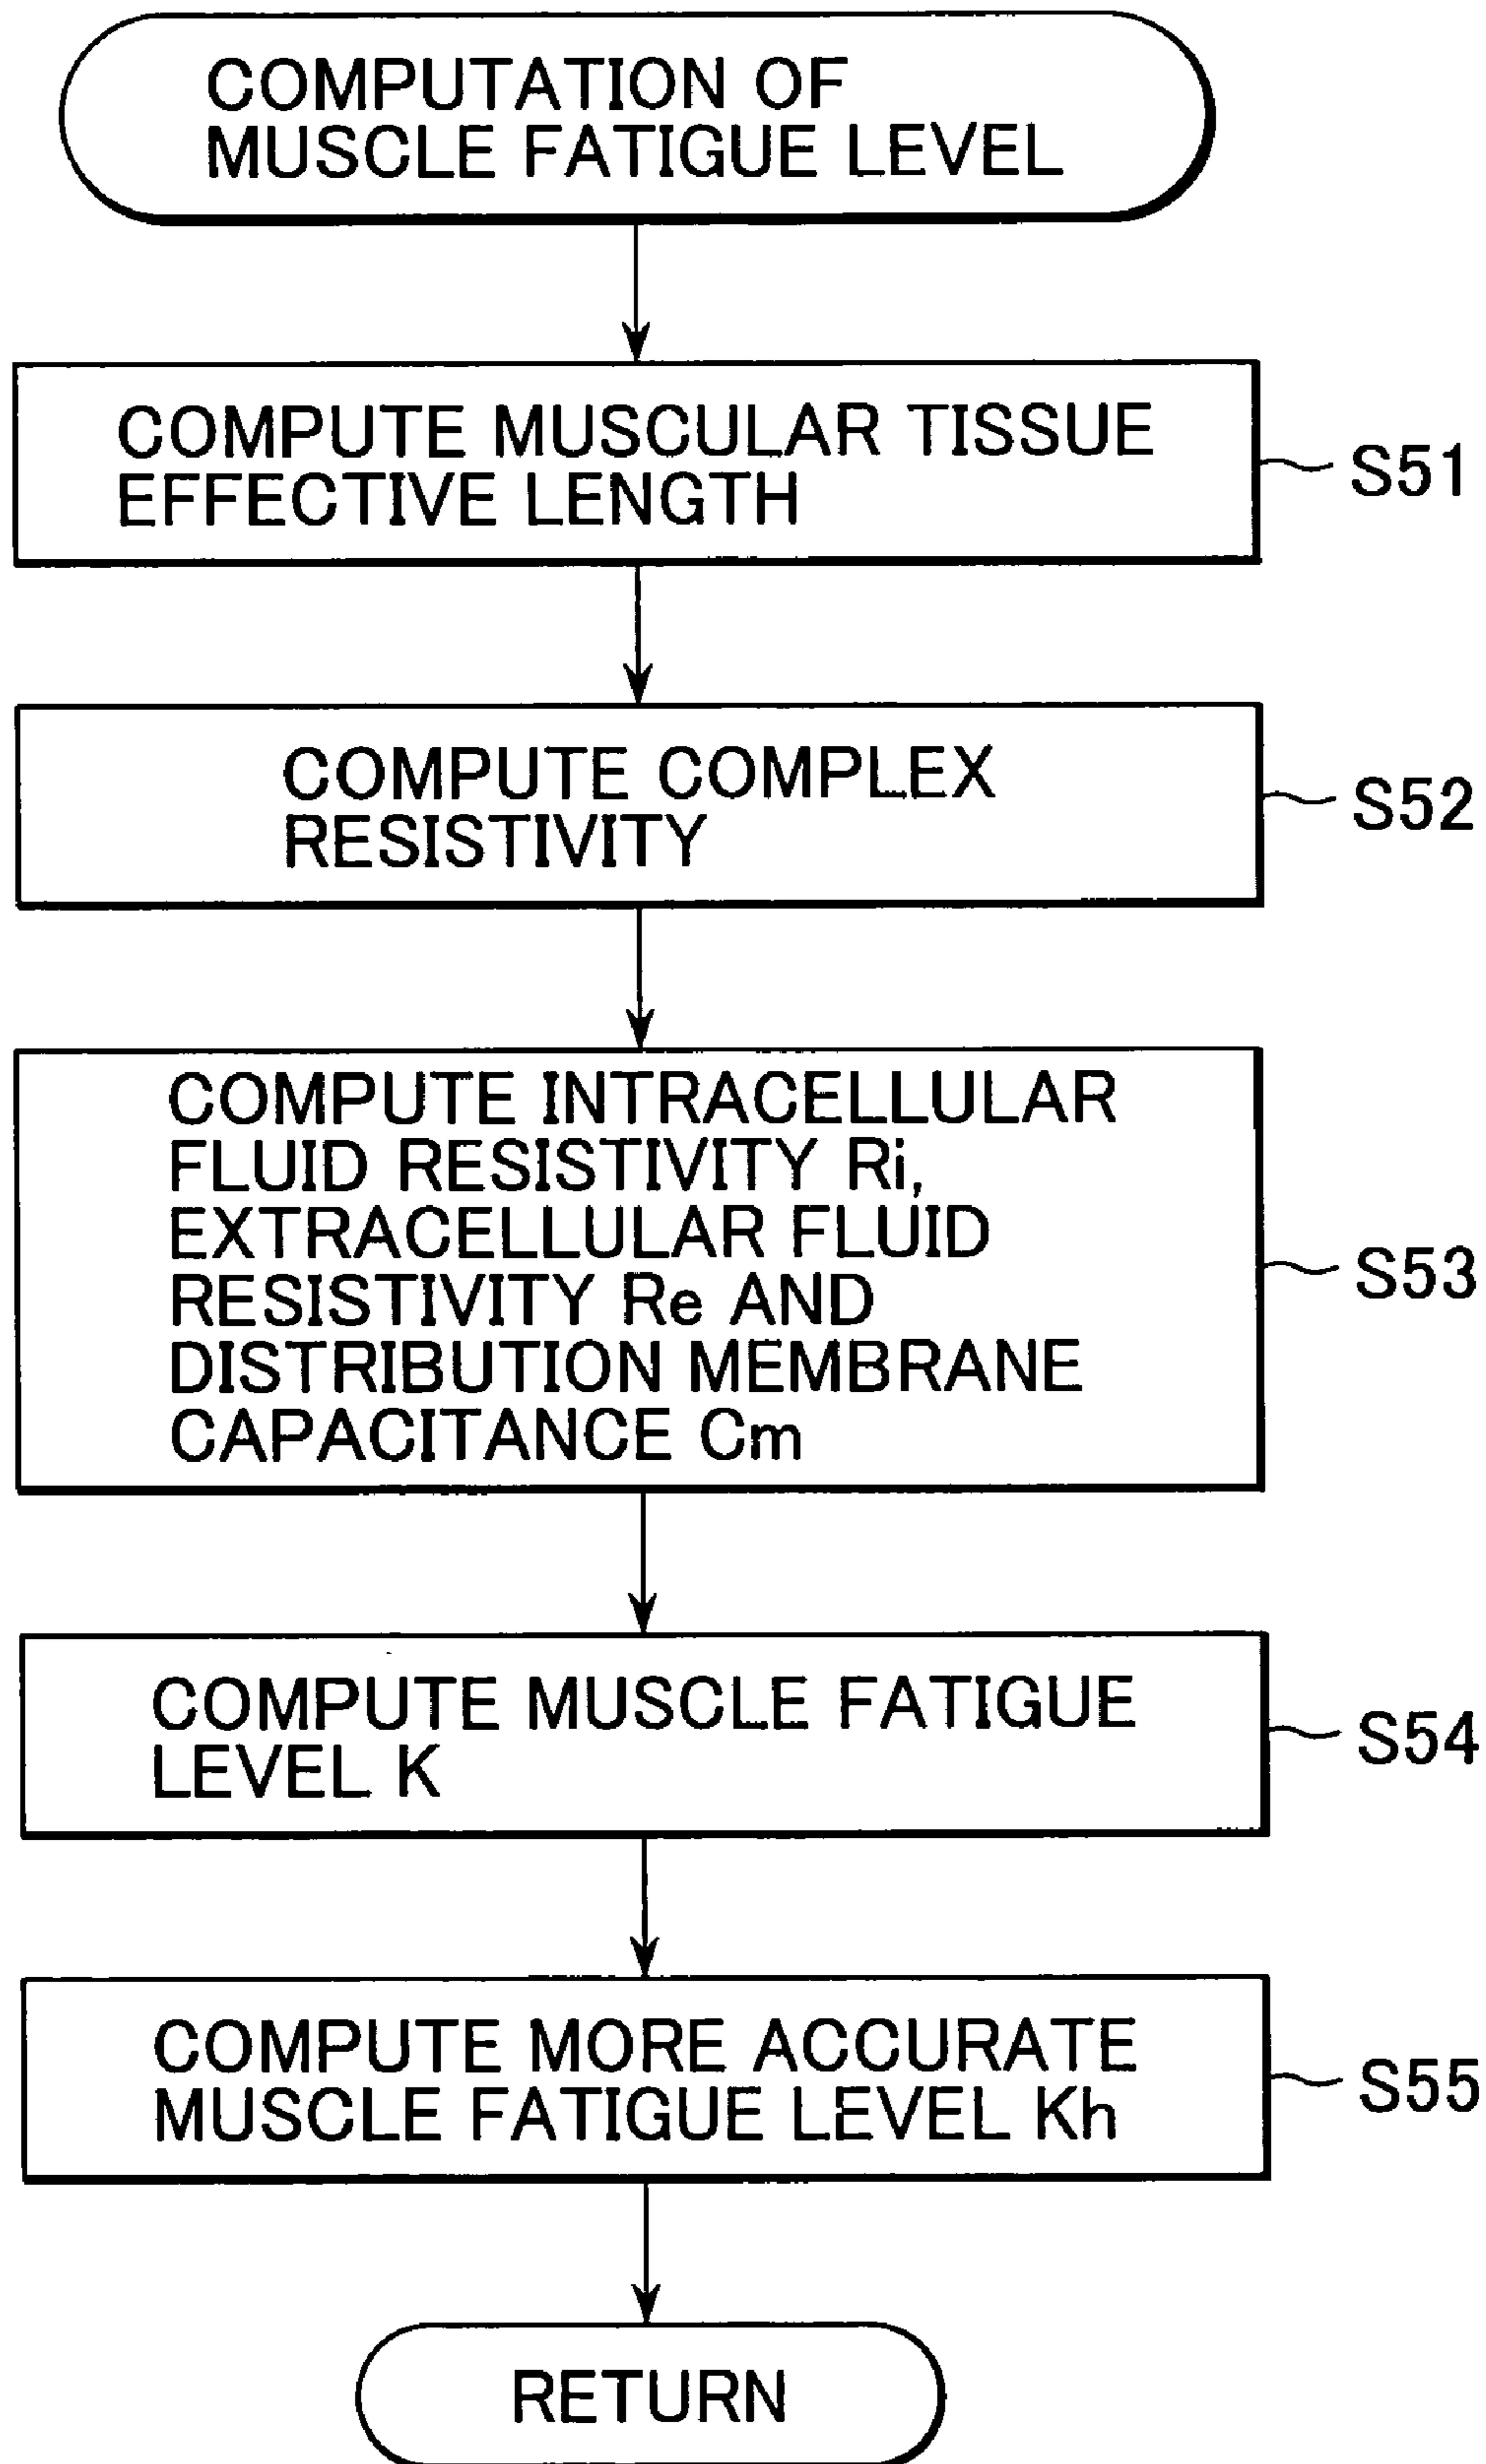 COMPUTATION OF
MUSCLE FATIGUE LEVEL
COMPUTE MUSCULAR TISSUE
EFFECTIVE LENGTH
S51
COMPUTE COMPLEX
RESISTIVITY
S52
COMPUTE INTRACELLULAR
FLUID RESISTIVITY Ri,
EXTRACELLULAR FLUID
RESISTIVITY Re AND
DISTRIBUTION MEMBRANE
CAPACITANCE Cm
S53
COMPUTE MUSCLE FATIGUE
LEVEL K
S54
COMPUTE MORE ACCURATE
MUSCLE FATIGUE LEVEL Kh
S55
RETURN